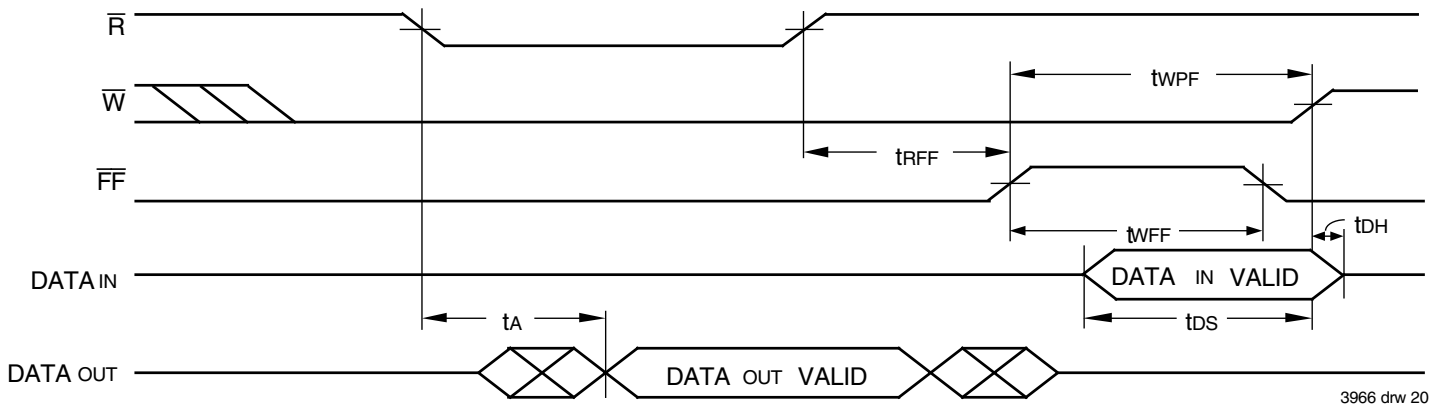 R̅
tWPF
W̅
tRFF
F̅F̅
tWFF
tDH
DATA IN
DATA IN VALID
tA
tDS
DATA OUT
DATA OUT VALID
3966 drw 20